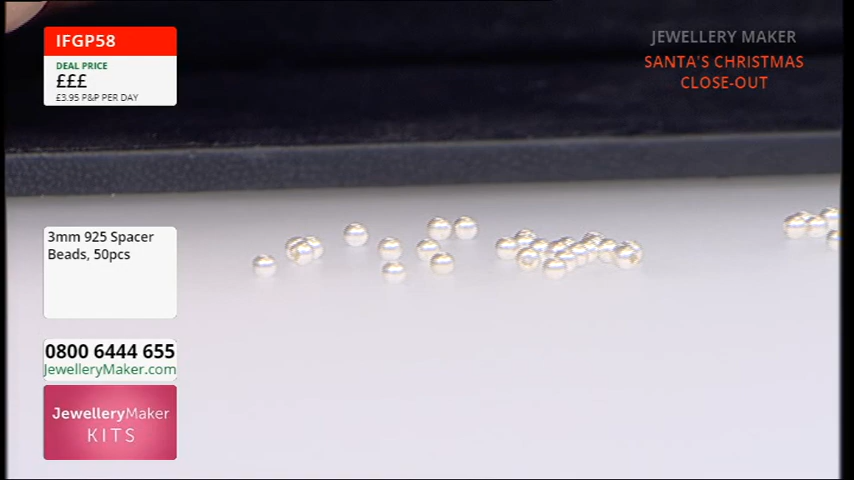 IFGP58
DEAL PRICE
£££
£3.95 P&P PER DAY
JEWELLERY MAKER
SANTA'S CHRISTMAS
CLOSE-OUT
3mm 925 Spacer
Beads, 50pcs
0800 6444 655
JewelleryMaker.com
JewelleryMaker
KITS